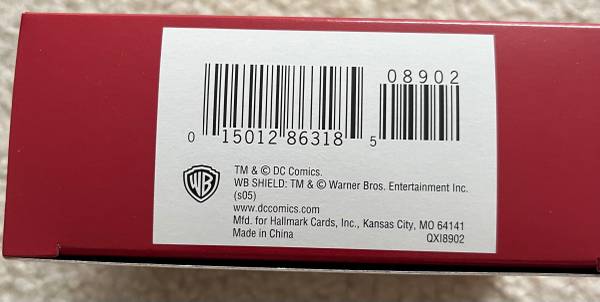 08902
0 15012 86318 5
WB
TM & © DC Comics.
WB SHIELD: TM & © Warner Bros. Entertainment Inc.
(s05)
www.dccomics.com
Mfd. for Hallmark Cards, Inc., Kansas City, MO 64141
Made in China QXI8902